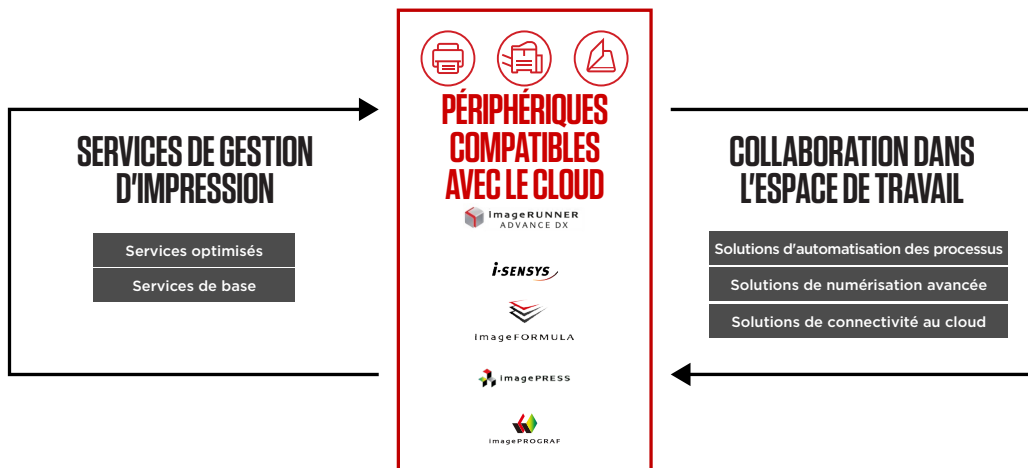 SERVICES DE GESTION
D'IMPRESSION
Services optimisés
Services de base
PÉRIPHÉRIQUES
COMPATIBLES
AVEC LE CLOUD
imageRUNNER
ADVANCE DX
i-SENSYS
imageFORMULA
imagePRESS
imagePROGRAF
COLLABORATION DANS
L'ESPACE DE TRAVAIL
Solutions d'automatisation des processus
Solutions de numérisation avancée
Solutions de connectivité au cloud